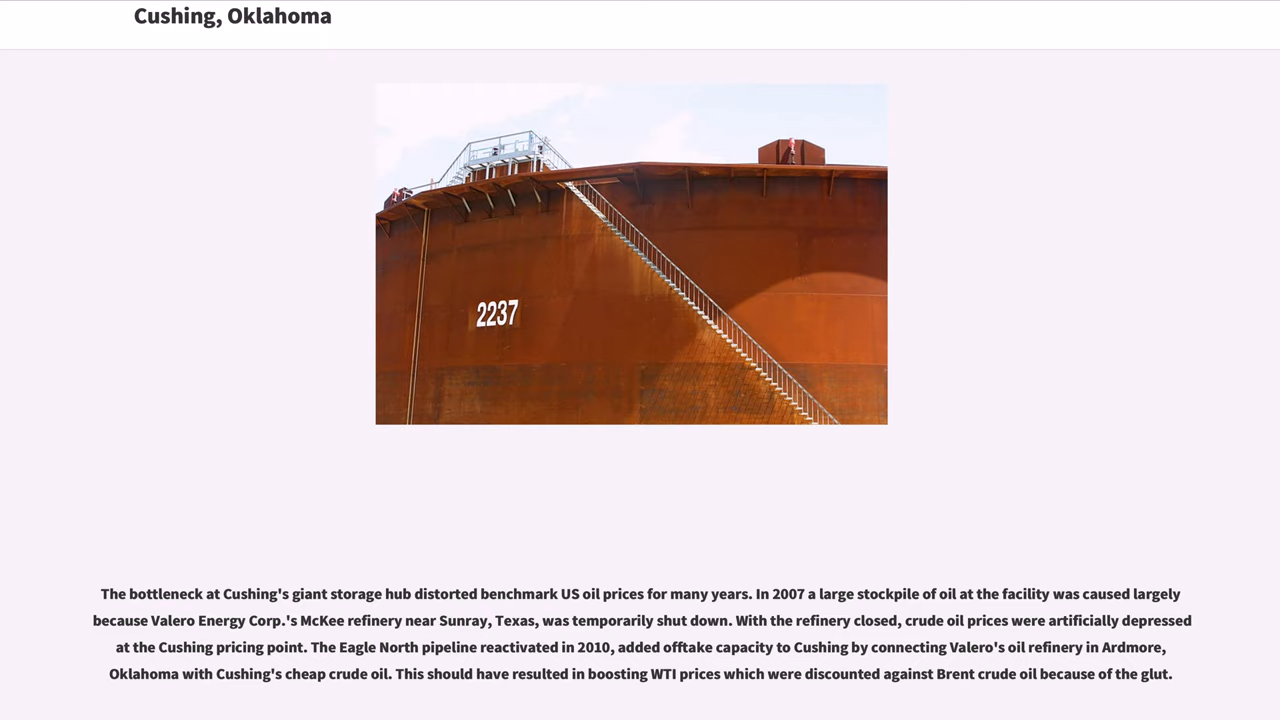 Cushing, Oklahoma
2237
The bottleneck at Cushing's giant storage hub distorted benchmark US oil prices for many years. In 2007 a large stockpile of oil at the facility was caused largely
because Valero Energy Corp.'s McKee refinery near Sunray, Texas, was temporarily shut down. With the refinery closed, crude oil prices were artificially depressed
at the Cushing pricing point. The Eagle North pipeline reactivated in 2010, added offtake capacity to Cushing by connecting Valero's oil refinery in Ardmore,
Oklahoma with Cushing's cheap crude oil. This should have resulted in boosting WTI prices which were discounted against Brent crude oil because of the glut.